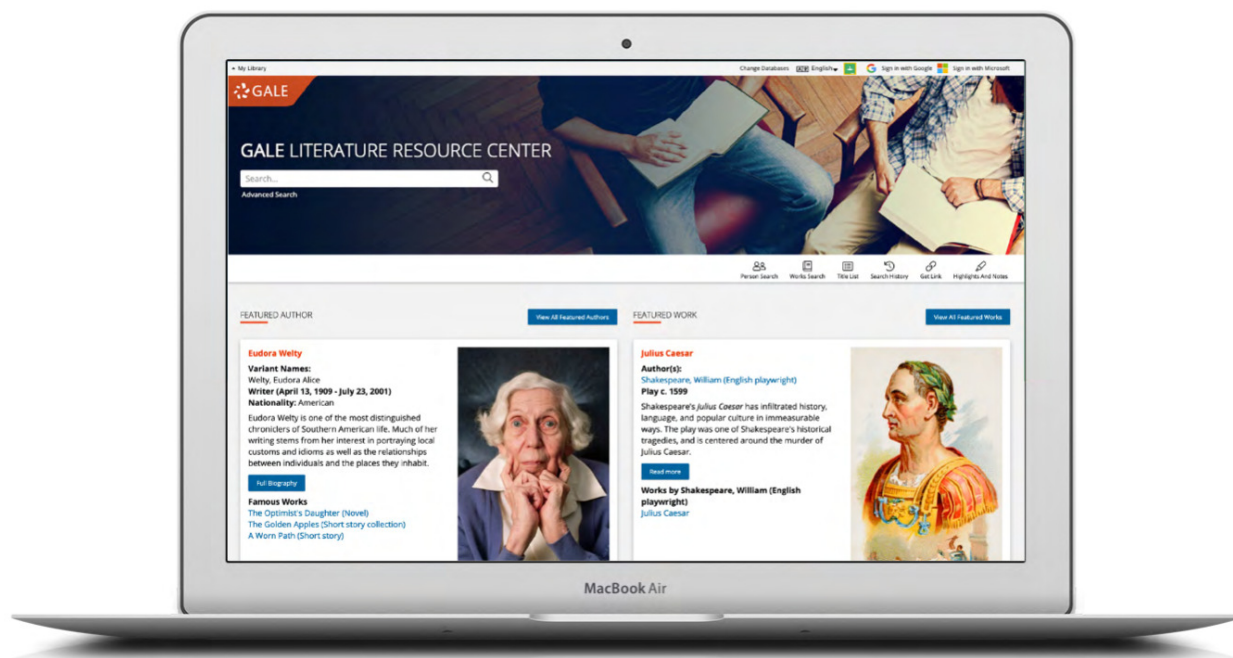 My Library
Change Databases English Sign in with Google Sign in with Microsoft
GALE
GALE LITERATURE RESOURCE CENTER
Search...
Advanced Search
Person Search Works Search Title List Search History Get Link Highlights And Notes
FEATURED AUTHOR
View All Featured Authors
Eudora Welty
Variant Names:
Welty, Eudora Alice
Writer (April 13, 1909 - July 23, 2001)
Nationality: American
Eudora Welty is one of the most distinguished
chroniclers of Southern American life. Much of her
writing stems from her interest in portraying local
customs and idioms as well as the relationships
between individuals and the places they inhabit.
Full Biography
Famous Works
The Optimist's Daughter (Novel)
The Golden Apples (Short story collection)
A Worn Path (Short story)
FEATURED WORK
View All Featured Works
Julius Caesar
Author(s):
Shakespeare, William (English playwright)
Play c. 1599
Shakespeare's Julius Caesar has infiltrated history,
language, and popular culture in immeasurable
ways. The play was one of Shakespeare's historical
tragedies, and is centered around the murder of
Julius Caesar.
Read more
Works by Shakespeare, William (English
playwright)
Julius Caesar
MacBook Air